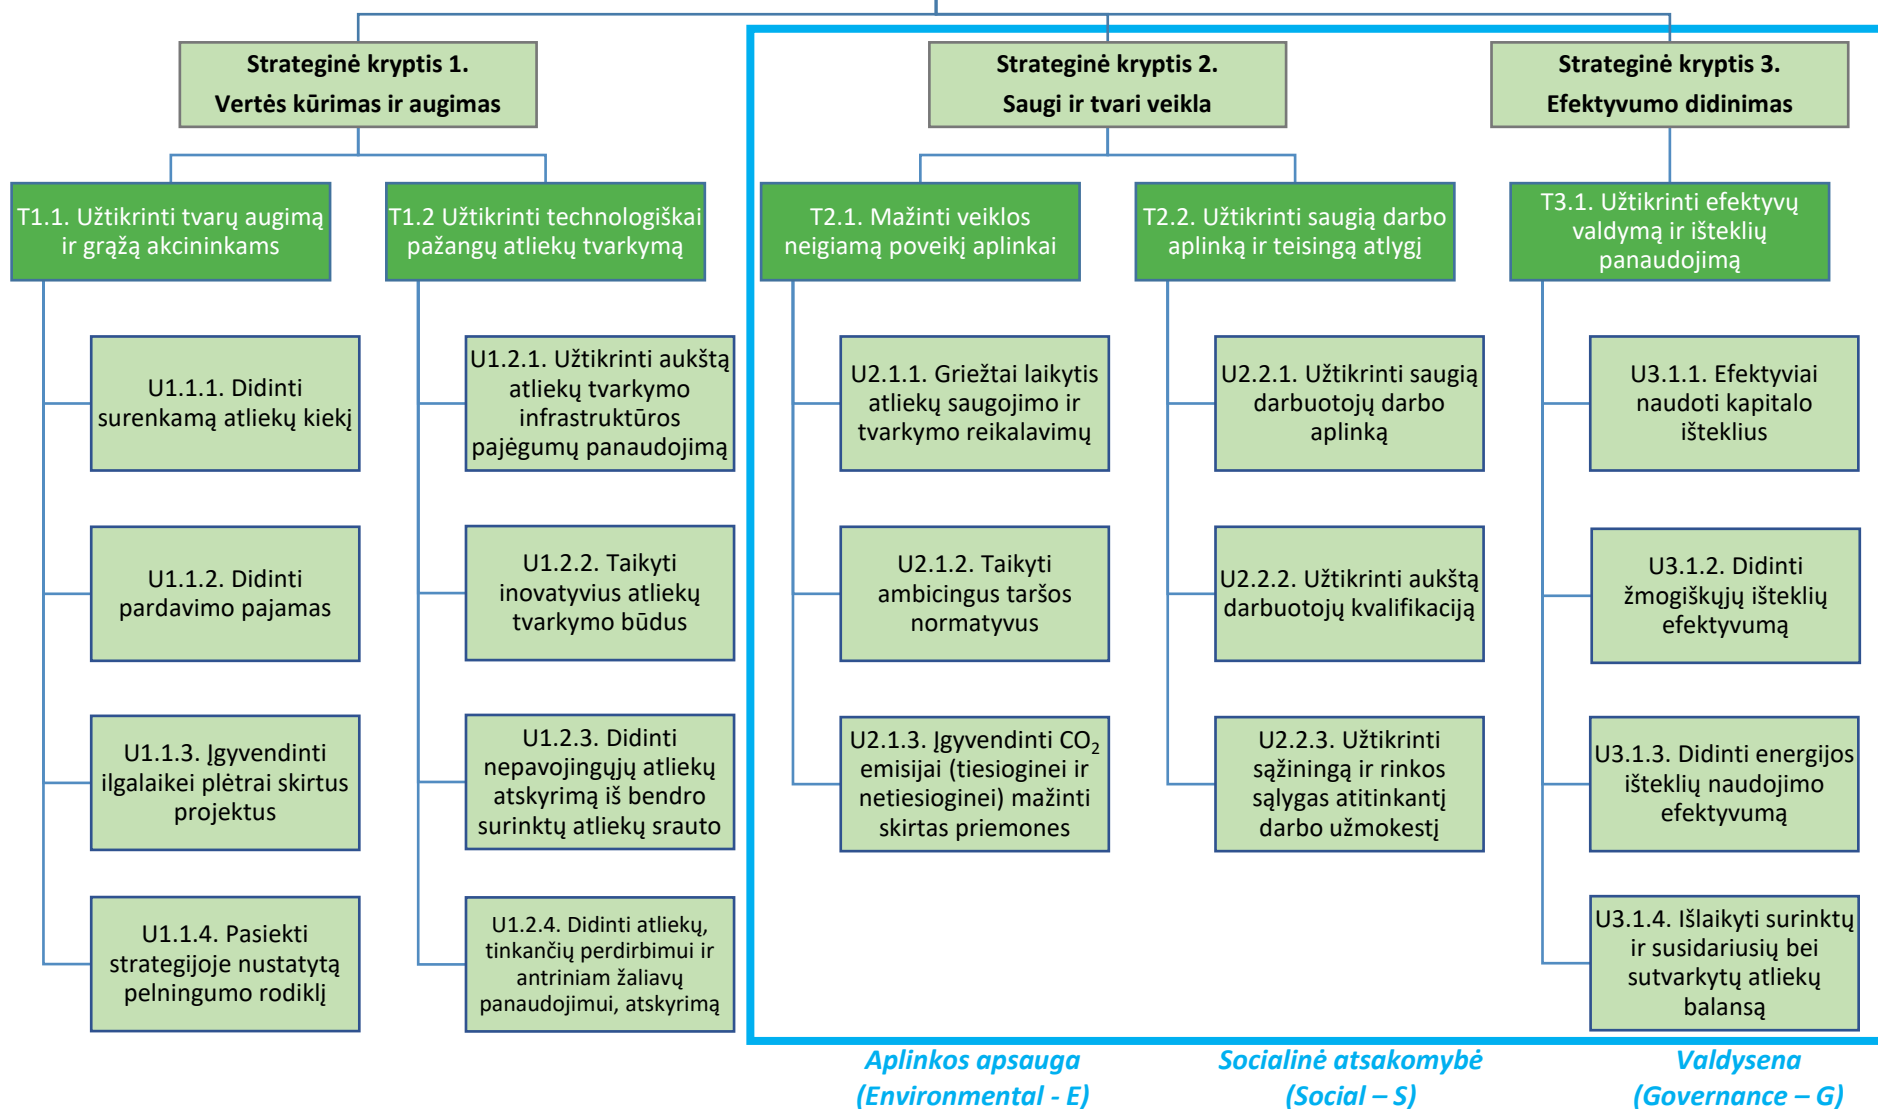 Strateginė kryptis 1.
Vertės kūrimas ir augimas
Strateginė kryptis 2.
Saugi ir tvari veikla
Strateginė kryptis 3.
Efektyvumo didinimas
T1.1. Užtikrinti tvarų augimą
ir grąžą akcininkams
T1.2 Užtikrinti technologiškai
pažangų atliekų tvarkymą
T2.1. Mažinti veiklos
neigiamą poveikį aplinkai
T2.2. Užtikrinti saugią darbo
aplinką ir teisingą atlygį
T3.1. Užtikrinti efektyvų
valdymą ir išteklių
panaudojimą
U1.1.1. Didinti
surenkamą atliekų kiekį
U1.2.1. Užtikrinti aukštą
atliekų tvarkymo
infrastruktūros
pajėgumų panaudojimą
U2.1.1. Griežtai laikytis
atliekų saugojimo ir
tvarkymo reikalavimų
U2.2.1. Užtikrinti saugią
darbuotojų darbo
aplinką
U3.1.1. Efektyviai
naudoti kapitalo
išteklius
U1.1.2. Didinti
pardavimo pajamas
U1.2.2. Taikyti
inovatyvius atliekų
tvarkymo būdus
U2.1.2. Taikyti
ambicingus taršos
normatyvus
U2.2.2. Užtikrinti aukštą
darbuotojų kvalifikaciją
U3.1.2. Didinti
žmogiškųjų išteklių
efektyvumą
U1.1.3. Įgyvendinti
ilgalaikei plėtrai skirtus
projektus
U1.2.3. Didinti
nepavojingųjų atliekų
atskyrimą iš bendro
surinktų atliekų srauto
U2.1.3. Įgyvendinti CO₂
emisijai (tiesioginei ir
netiesioginei) mažinti
skirtas priemones
U2.2.3. Užtikrinti
sąžiningą ir rinkos
sąlygas atitinkantį
darbo užmokestį
U3.1.3. Didinti energijos
išteklių naudojimo
efektyvumą
U1.1.4. Pasiekti
strategijoje nustatytą
pelningumo rodiklį
U1.2.4. Didinti atliekų,
tinkančių perdirbimui ir
antriniam žaliavų
panaudojimui, atskyrimą
U3.1.4. Išlaikyti surinktų
ir susidariusių bei
sutvarkytų atliekų
balansą
Aplinkos apsauga
(Environmental - E)
Socialinė atsakomybė
(Social – S)
Valdysena
(Governance – G)